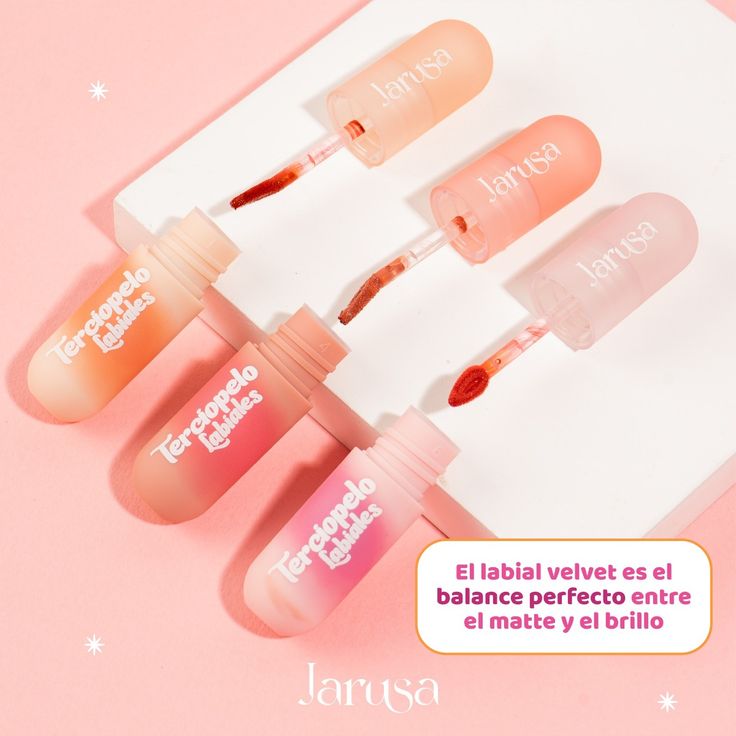 Jarusa
Jarusa
Jarusa
Terciopelo
Labiales
Terciopelo
Labiales
Terciopelo
Labiales
El labial velvet es el
balance perfecto entre
el matte y el brillo
Jarusa